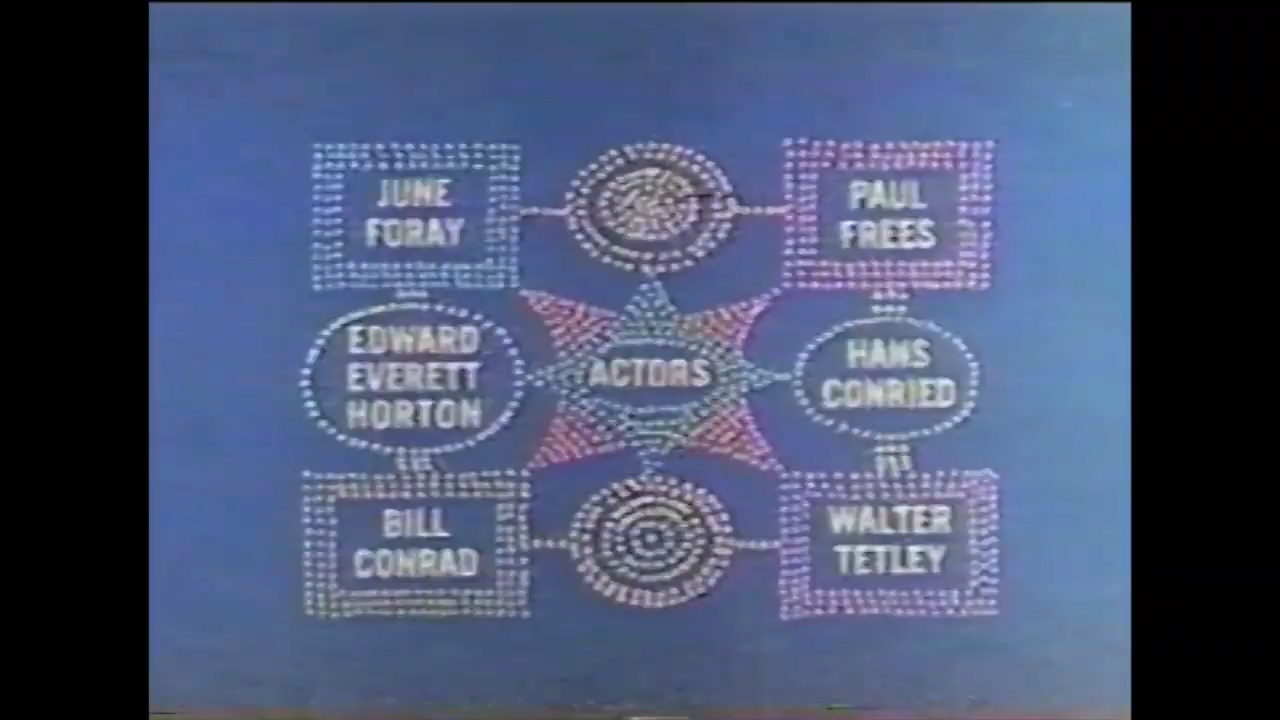 JUNE
FORAY
PAUL
FREES
EDWARD
EVERETT
HORTON
ACTORS
HANS
CONRIED
BILL
CONRAD
WALTER
TETLEY